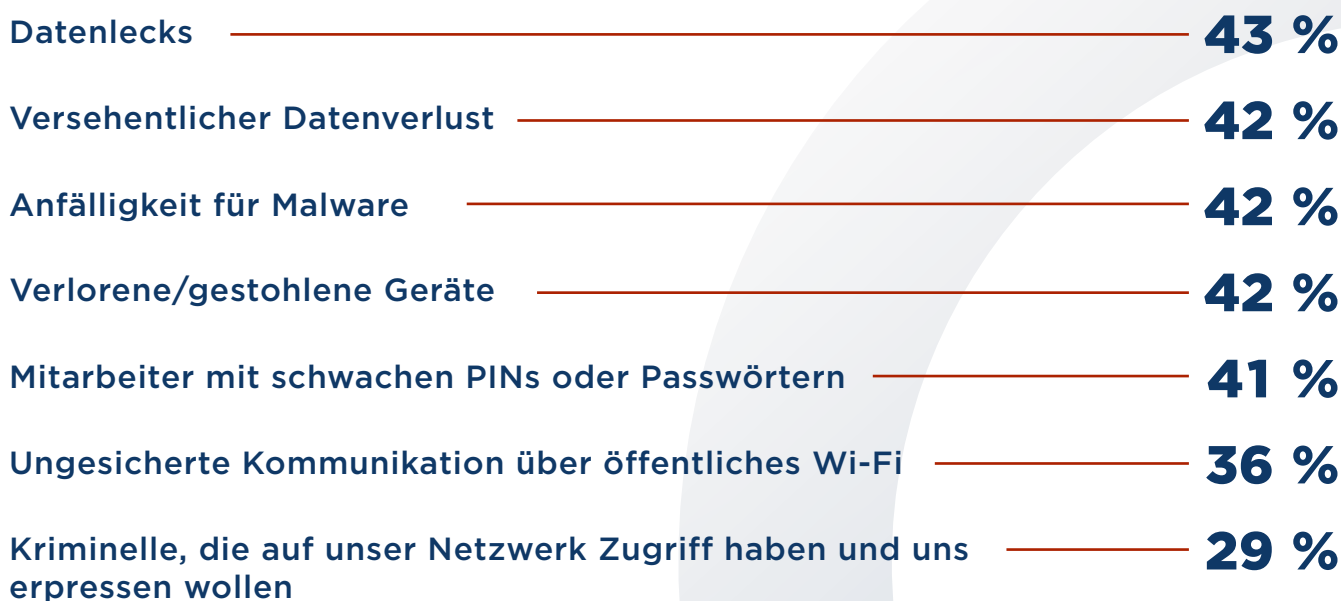 Datenlecks 43 %
Versehentlicher Datenverlust 42 %
Anfälligkeit für Malware 42 %
Verlorene/gestohlene Geräte 42 %
Mitarbeiter mit schwachen PINs oder Passwörtern 41 %
Ungesicherte Kommunikation über öffentliches Wi-Fi 36 %
Kriminelle, die auf unser Netzwerk Zugriff haben und uns 29 %
erpressen wollen